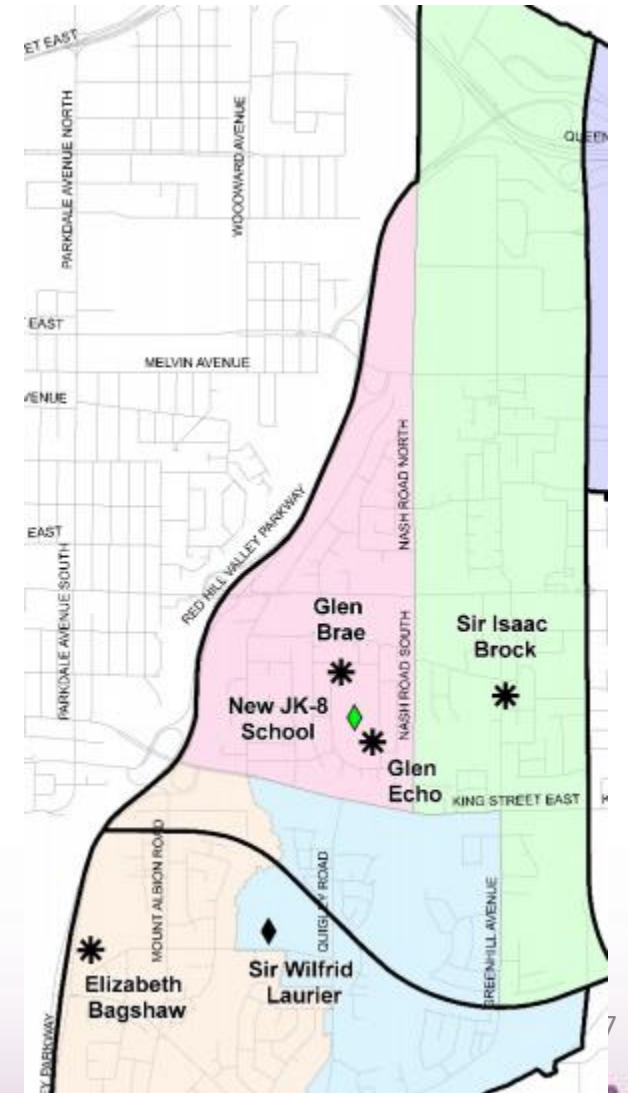 ET EAST
PARKDALE AVENUE NORTH
WOODWARD AVENUE
QUEEN
EAST
MELVIN AVENUE
VENUE
NASH ROAD NORTH
EAST
RED HILL VALLEY PARKWAY
PARKDALE AVENUE SOUTH
Glen
Brae
Sir Isaac
Brock
NASH ROAD SOUTH
New JK-8
School
Glen
Echo
KING STREET EAST
K
MOUNT ALBION ROAD
QUIGLEY ROAD
GREENHILL AVENUE
Sir Wilfrid
Laurier
Elizabeth
Bagshaw
EY PARKWAY
7